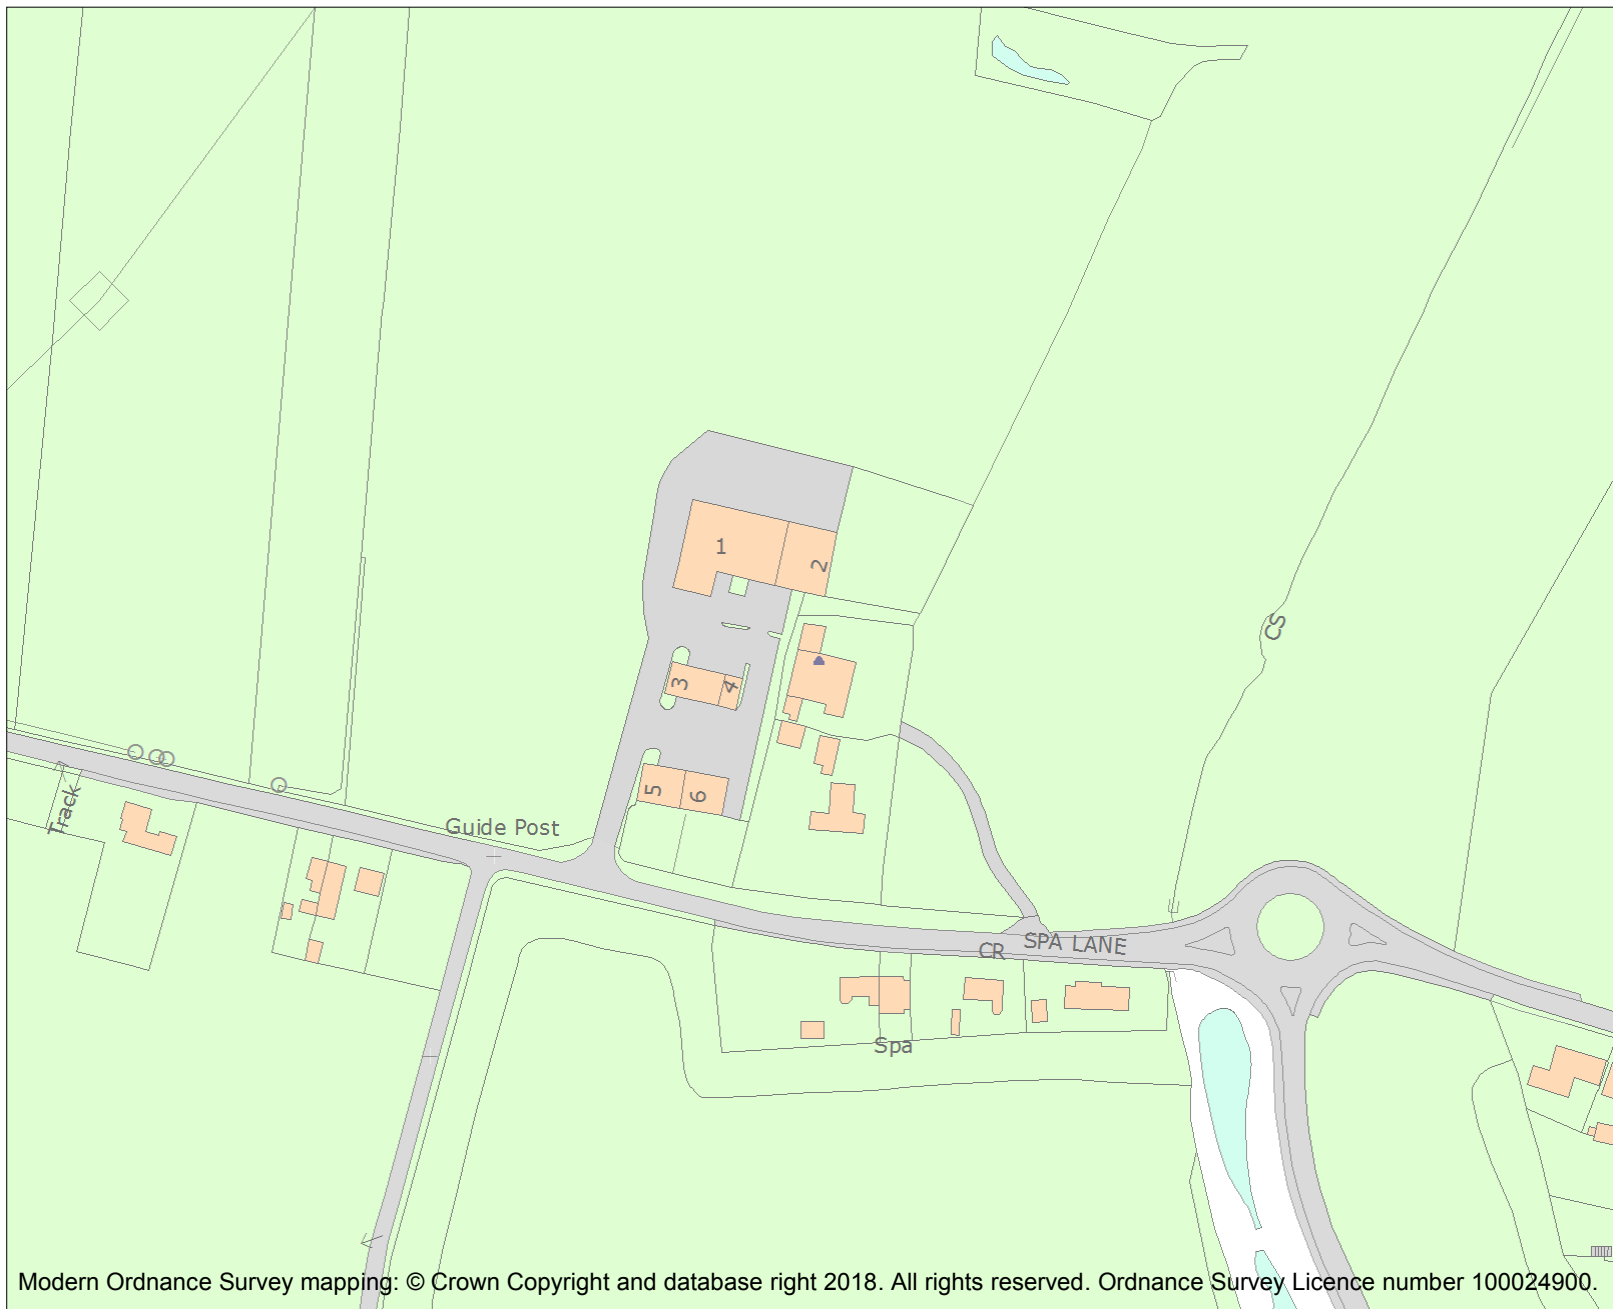 1
2
CS
3
4
5
6
Track
Guide Post
CR
SPA LANE
Spa
Modern Ordnance Survey mapping: © Crown Copyright and database right 2018. All rights reserved. Ordnance Survey Licence number 100024900.